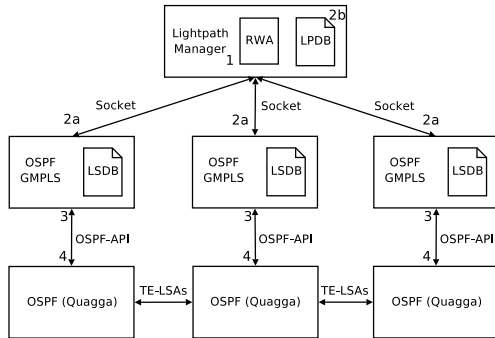 2b
Lightpath
Manager
1
RWA
LPDB
Socket
Socket
Socket
2a
2a
2a
OSPF
GMPLS
LSDB
OSPF
GMPLS
LSDB
OSPF
GMPLS
LSDB
3
3
3
OSPF-API
OSPF-API
OSPF-API
4
4
4
OSPF (Quagga)
TE-LSAs
OSPF (Quagga)
TE-LSAs
OSPF (Quagga)